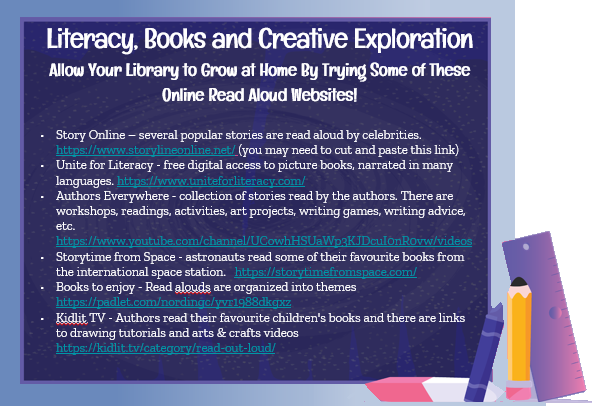 Literacy, Books and Creative Exploration
Allow Your Library to Grow at Home By Trying Some of These
Online Read Aloud Websites!
• Story Online – several popular stories are read aloud by celebrities.
https://www.storylineonline.net/ (you may need to cut and paste this link)
• Unite for Literacy - free digital access to picture books, narrated in many
languages. https://www.uniteforliteracy.com/
• Authors Everywhere - collection of stories read by the authors. There are
workshops, readings, activities, art projects, writing games, writing advice,
etc.
https://www.youtube.com/channel/UCowhHSUaWp3KJDcuI0nR0vw/videos
• Storytime from Space - astronauts read some of their favourite books from
the international space station. https://storytimefromspace.com/
• Books to enjoy - Read alouds are organized into themes
https://padlet.com/nordingc/yvr1988dkgxz
• Kidlit TV - Authors read their favourite children's books and there are links
to drawing tutorials and arts & crafts videos
https://kidlit.tv/category/read-out-loud/